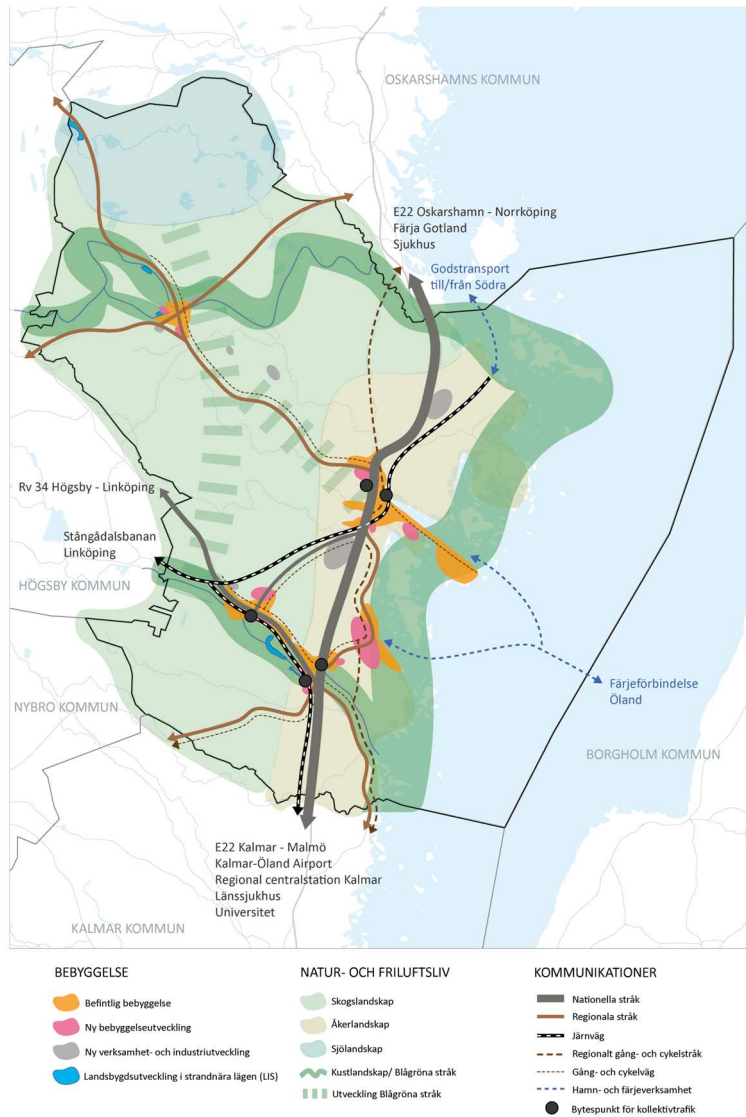 OSKARSHAMNS KOMMUN
E22 Oskarshamn - Norrköping
Färja Gotland
Sjukhus
Godstransport
till/från Södra
Rv 34 Högsby - Linköping
Stångådalsbanan
Linköping
HÖGSBY KOMMUN
NYBRO KOMMUN
Färjeförbindelse
Öland
BORGHOLM KOMMUN
E22 Kalmar - Malmö
Kalmar-Öland Airport
Regional centralstation Kalmar
Länssjukhus
Universitet
KALMAR KOMMUN
BEBYGGELSE
Befintlig bebyggelse
Ny bebyggelseutveckling
Ny verksamhet- och industriutveckling
Landsbygdsutveckling i strandnära lägen (LIS)
NATUR- OCH FRILUFTSLIV
Skogslandskap
Åkerlandskap
Sjölandskap
Kustlandskap/ Blågröna stråk
Utveckling Blågröna stråk
KOMMUNIKATIONER
Nationella stråk
Regionala stråk
Järnväg
Regionalt gång- och cykelstråk
Gång- och cykelväg
Hamn- och färjeverksamhet
Bytespunkt för kollektivtrafik